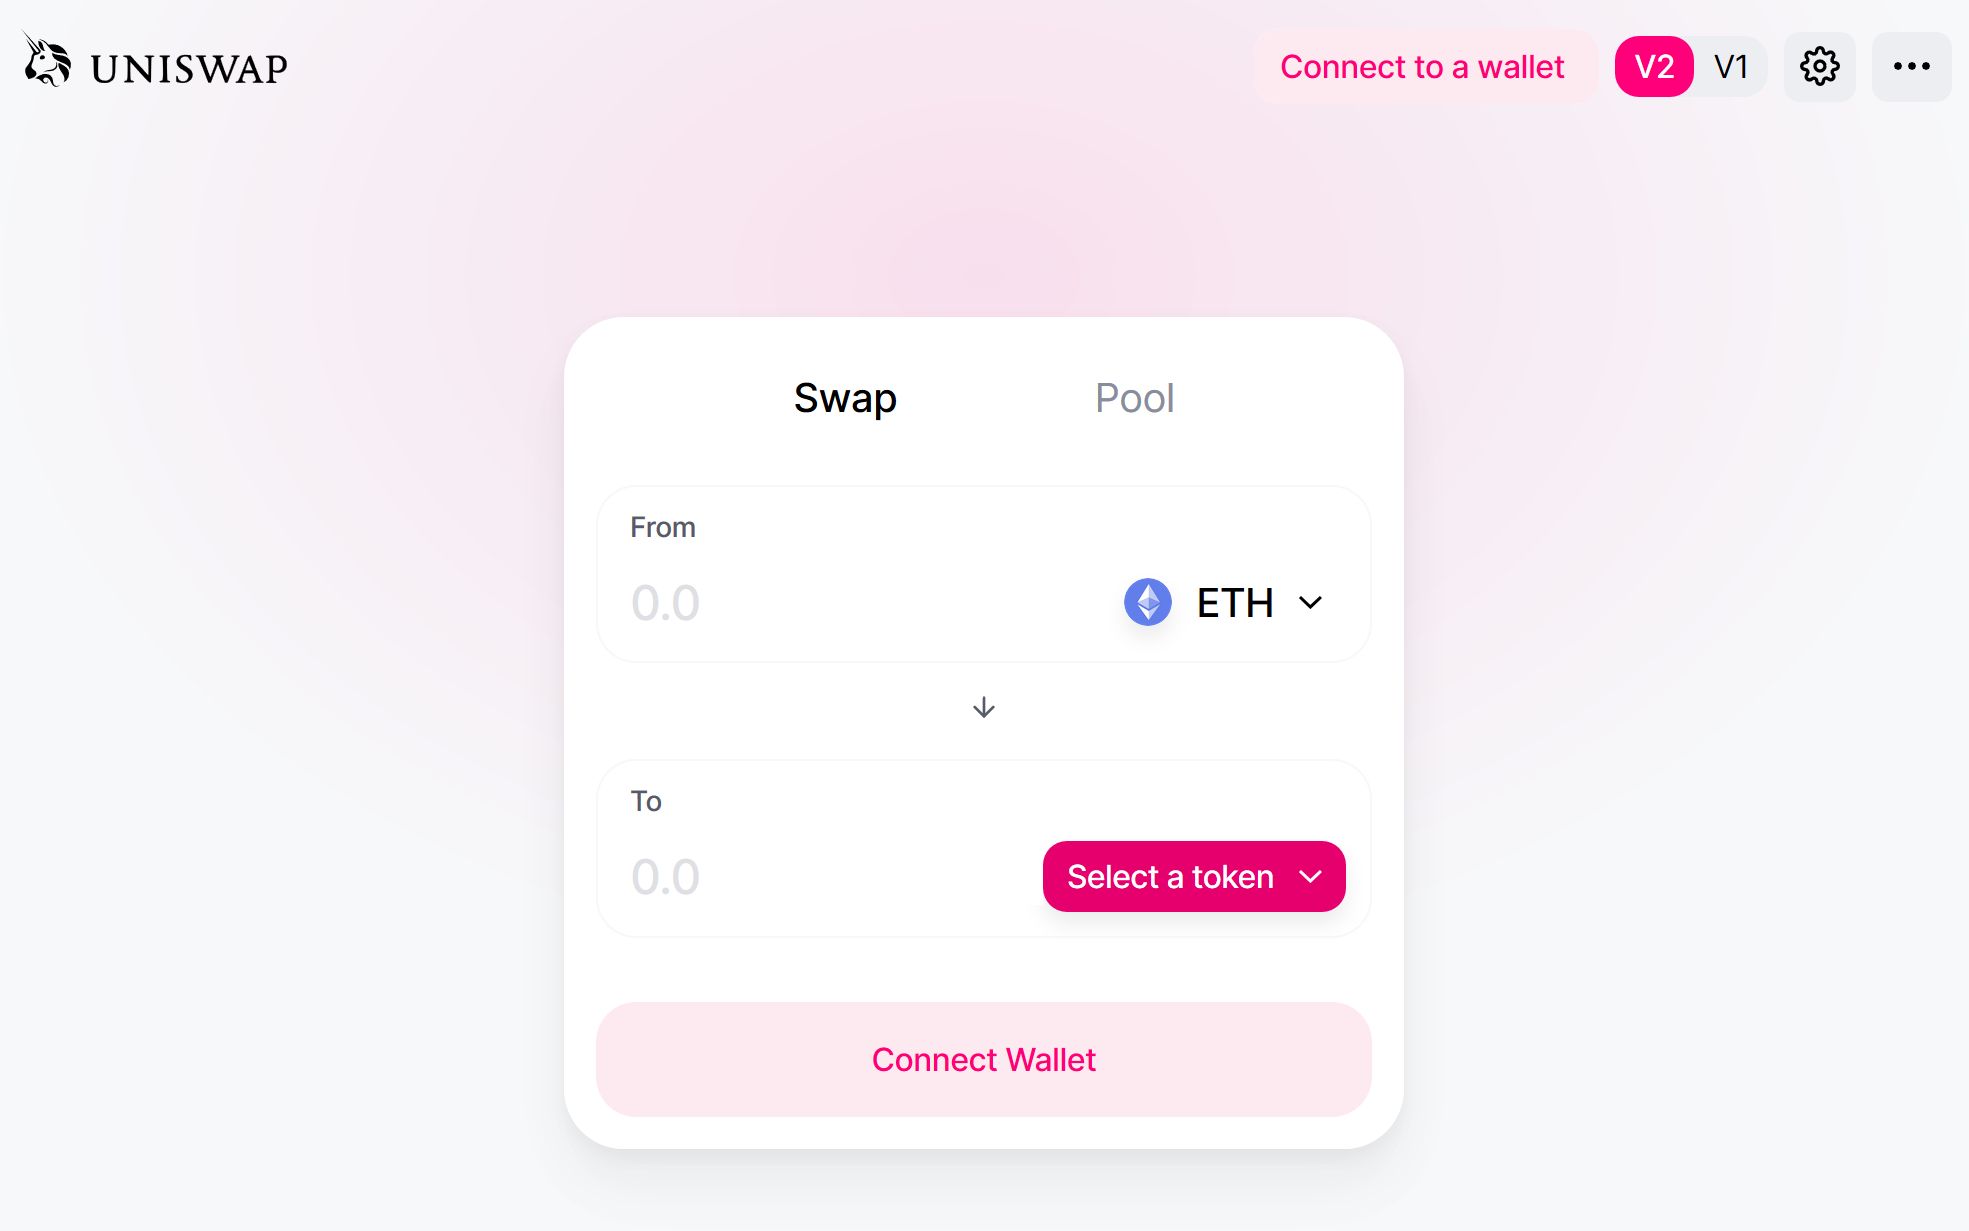 UNISWAP
Connect to a wallet
V2 V1
Swap Pool
From
0.0 ETH
To
0.0 Select a token
Connect Wallet